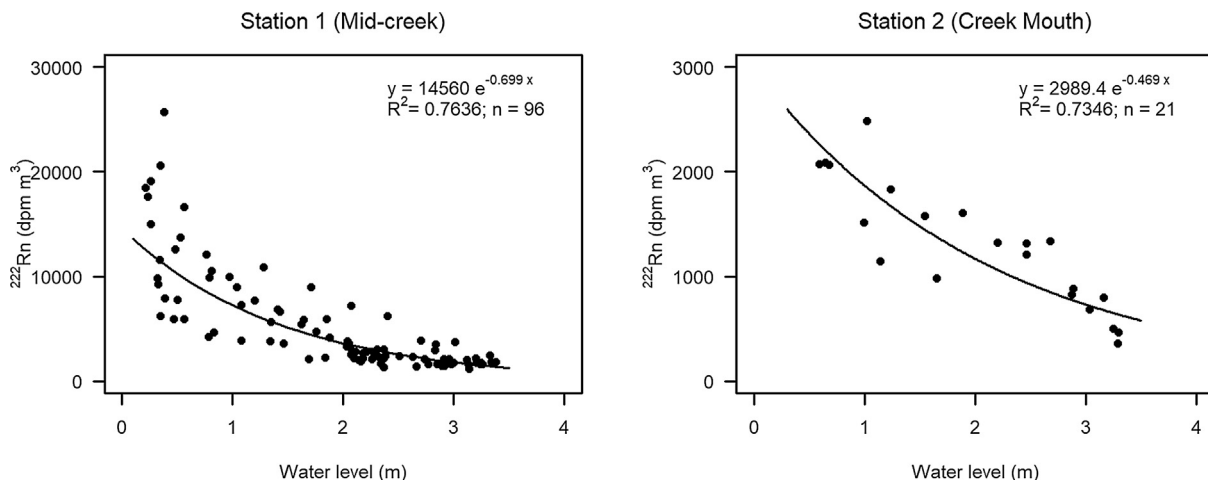 Station 1 (Mid-creek)
30000
20000
10000
0
²²²Rn (dpm m³)
y = 14560 e^-0.699 x
R²= 0.7636; n = 96
0 1 2 3 4
Water level (m)
Station 2 (Creek Mouth)
3000
2000
1000
0
²²²Rn (dpm m³)
y = 2989.4 e^-0.469 x
R²= 0.7346; n = 21
0 1 2 3 4
Water level (m)